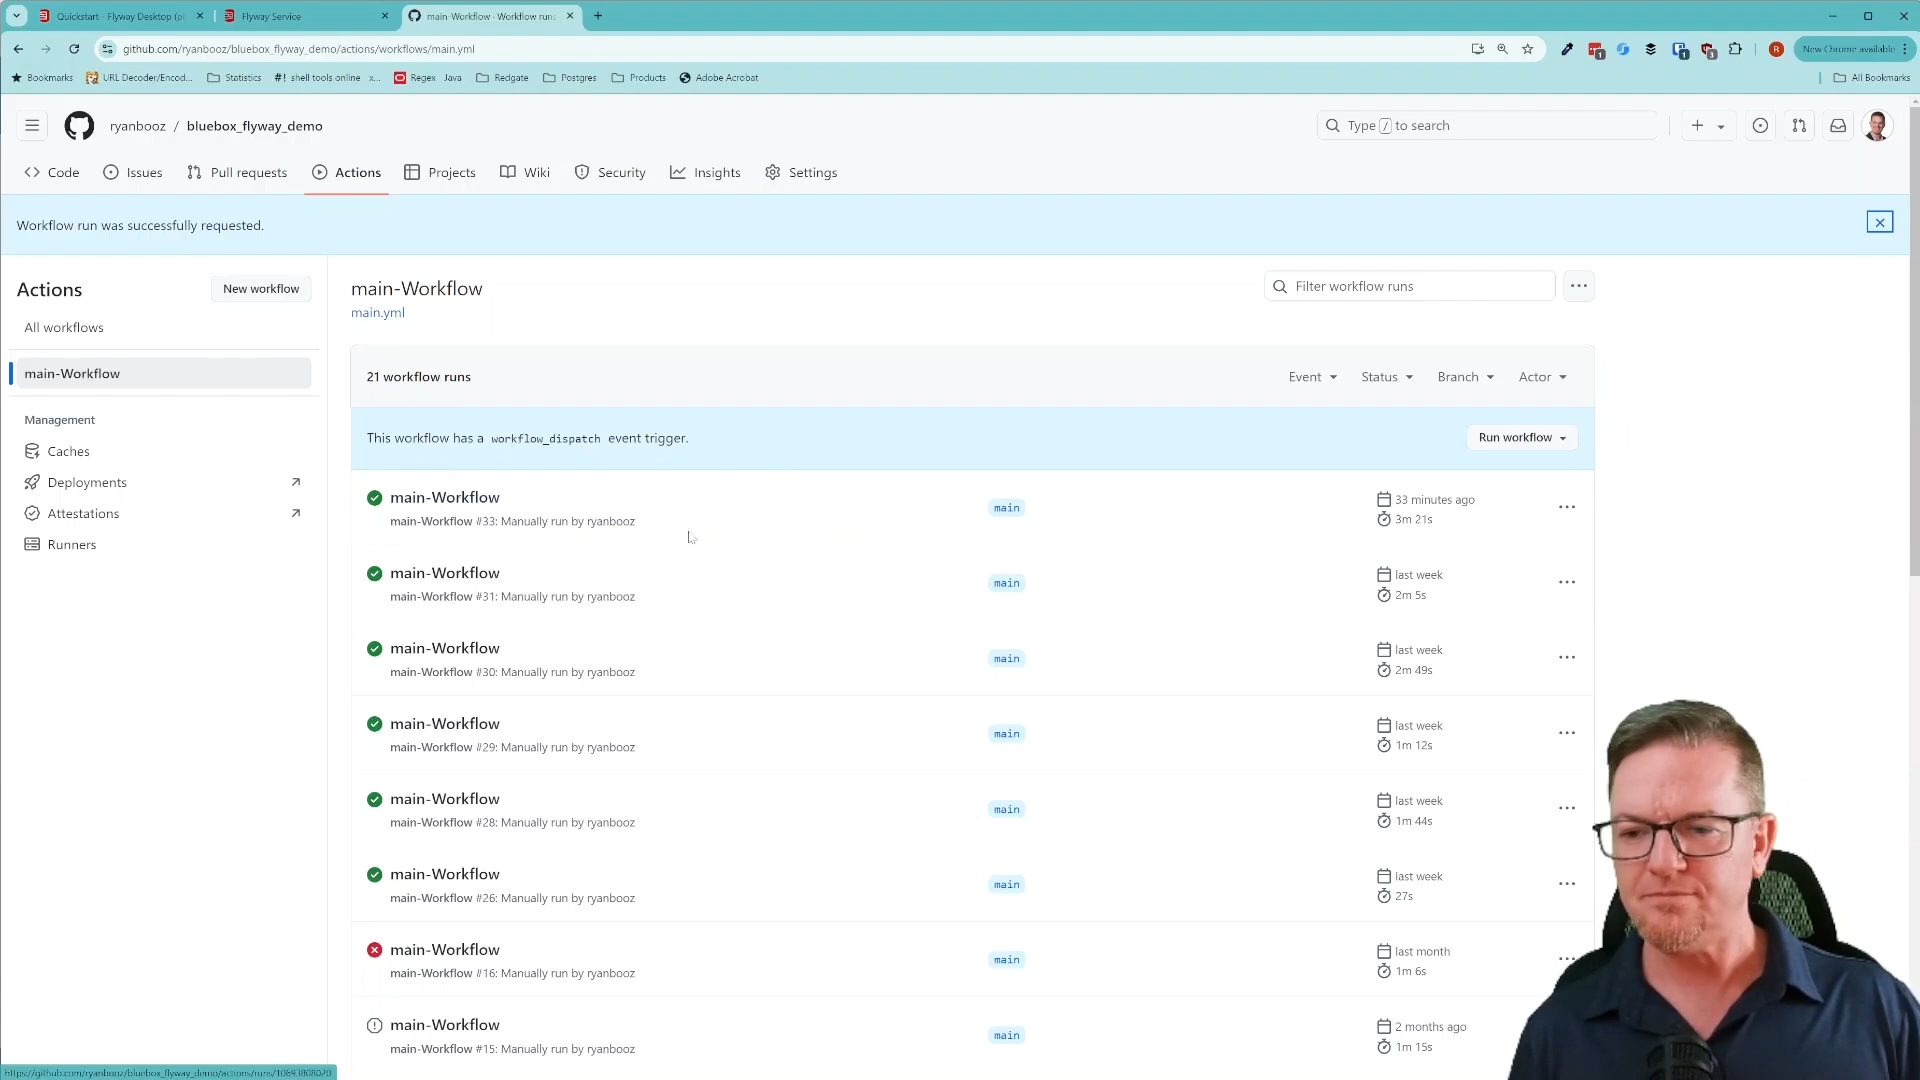 Quickstart - Flyway Desktop (pr
Flyway Service
main-Workflow · Workflow runs
github.com/ryanbooz/bluebox_flyway_demo/actions/workflows/main.yml
New Chrome available
Bookmarks
URL Decoder/Encod...
Statistics
#! shell tools online x...
Regex Java
Redgate
Postgres
Products
Adobe Acrobat
All Bookmarks
ryanbooz / bluebox_flyway_demo
Type / to search
Code
Issues
Pull requests
Actions
Projects
Wiki
Security
Insights
Settings
Workflow run was successfully requested.
Actions
New workflow
All workflows
main-Workflow
Management
Caches
Deployments
Attestations
Runners
main-Workflow
main.yml
Filter workflow runs
21 workflow runs
Event
Status
Branch
Actor
This workflow has a workflow_dispatch event trigger.
Run workflow
main-Workflow
main-Workflow #33: Manually run by ryanbooz
main
33 minutes ago
3m 21s
main-Workflow
main-Workflow #31: Manually run by ryanbooz
main
last week
2m 5s
main-Workflow
main-Workflow #30: Manually run by ryanbooz
main
last week
2m 49s
main-Workflow
main-Workflow #29: Manually run by ryanbooz
main
last week
1m 12s
main-Workflow
main-Workflow #28: Manually run by ryanbooz
main
last week
1m 44s
main-Workflow
main-Workflow #26: Manually run by ryanbooz
main
last week
27s
main-Workflow
main-Workflow #16: Manually run by ryanbooz
main
last month
1m 6s
main-Workflow
main-Workflow #15: Manually run by ryanbooz
main
2 months ago
1m 15s
https://github.com/ryanbooz/bluebox_flyway_demo/actions/runs/10693808020